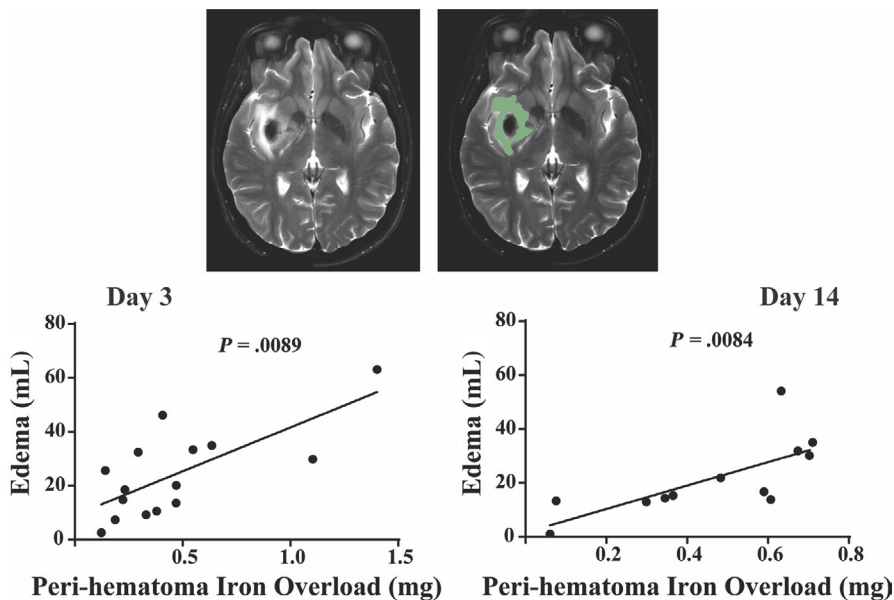 Day 3
Day 14
P = .0089
P = .0084
Edema (mL)
80
60
40
20
0
0.5
1.0
1.5
Peri-hematoma Iron Overload (mg)
Edema (mL)
80
60
40
20
0
0.2
0.4
0.6
0.8
Peri-hematoma Iron Overload (mg)